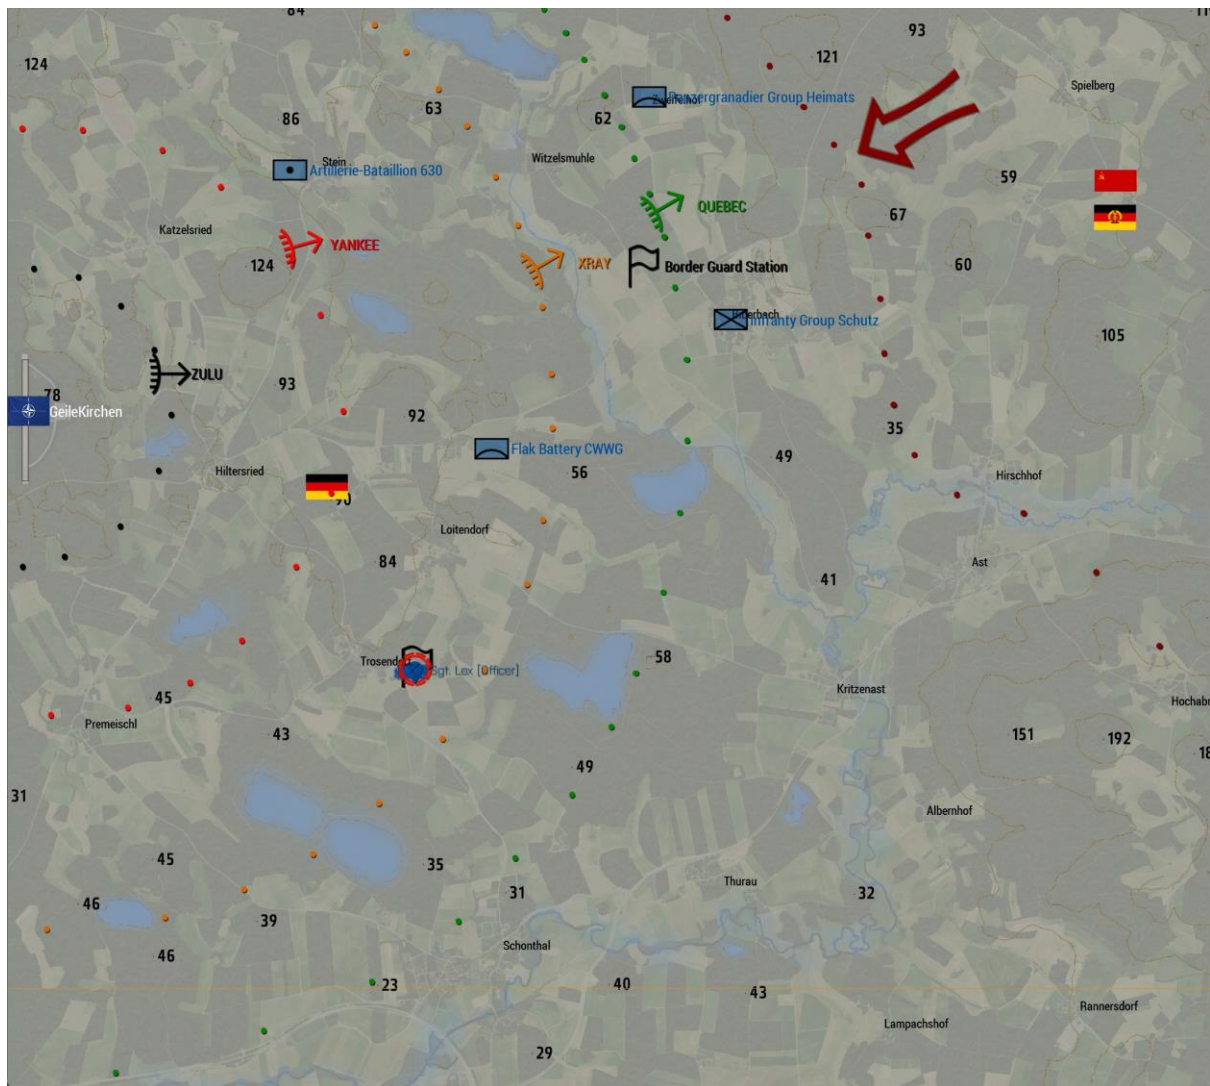 84
93
124
121
Spielberg
Panzergranadier Group Heimats
63
86
62
Witzelsmuhle
Stein
Artillerie-Bataillion 630
59
QUEBEC
67
Katzelsried
YANKEE
124
XRAY
Border Guard Station
60
Infranty Group Schutz
105
ZULU
93
78
GeileKirchen
92
35
Flak Battery CWWG
49
56
Hiltersried
Hirschhof
90
Loitendorf
84
Ast
41
58
Trosendorf
Sgt. Lex [Officer]
Kritzenast
45
Hochabr
Premeischl
43
151
192
18
49
31
Albernhof
45
35
Thurau
31
32
46
39
Schonthal
46
23
40
43
Rannersdorf
Lampachshof
29